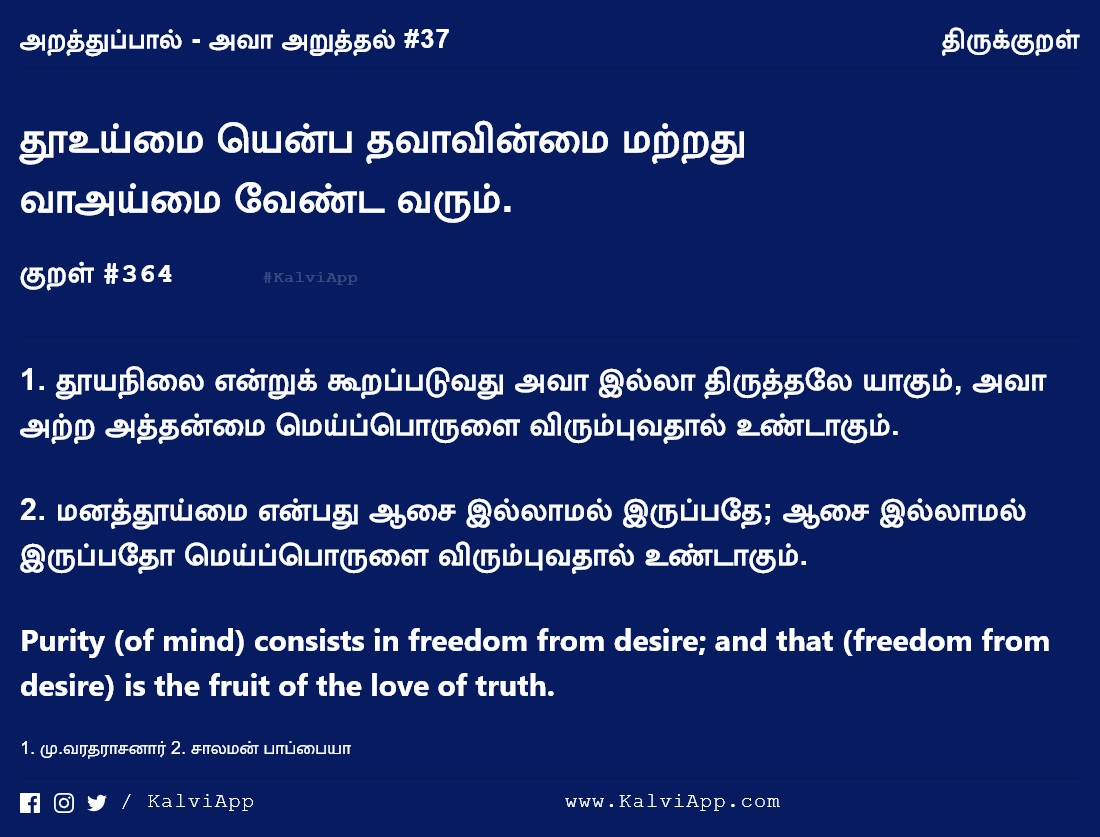 அறத்துப்பால் - அவா அறுத்தல் #37
திருக்குறள்
தூஉய்மை யென்ப தவாவின்மை மற்றது
வாஅய்மை வேண்ட வரும்.
குறள் #364
#KalviApp
1. தூயநிலை என்றுக் கூறப்படுவது அவா இல்லா திருத்தலே யாகும், அவா
அற்ற அத்தன்மை மெய்ப்பொருளை விரும்புவதால் உண்டாகும்.
2. மனத்தூய்மை என்பது ஆசை இல்லாமல் இருப்பதே; ஆசை இல்லாமல்
இருப்பதோ மெய்ப்பொருளை விரும்புவதால் உண்டாகும்.
Purity (of mind) consists in freedom from desire; and that (freedom from
desire) is the fruit of the love of truth.
1. மு.வரதராசனார் 2. சாலமன் பாப்பையா
/ KalviApp
www.KalviApp.com